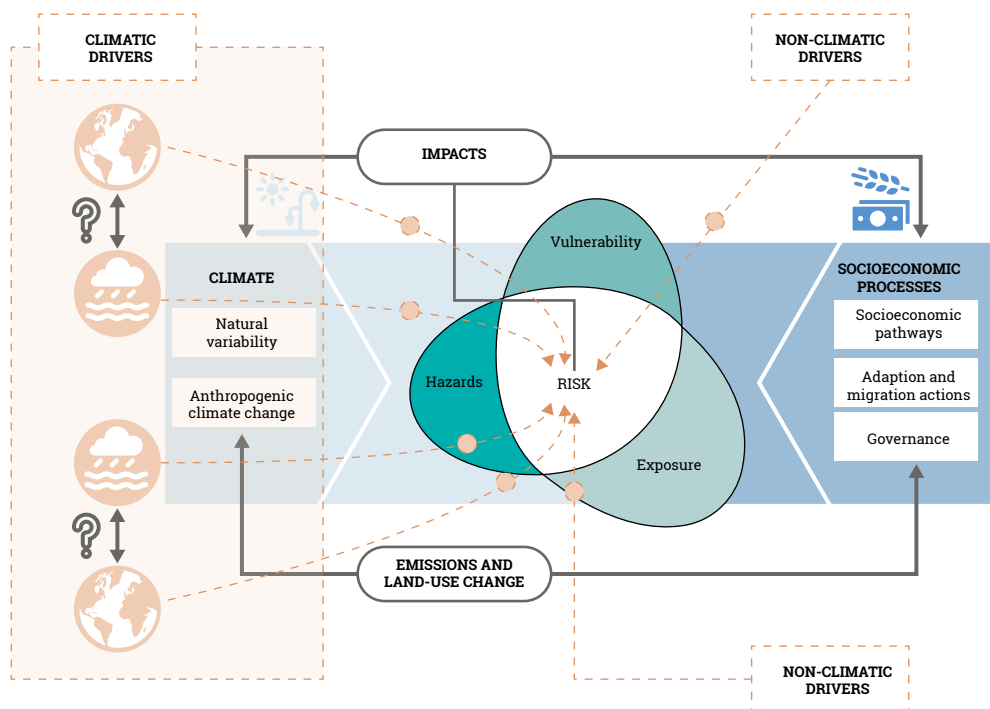 CLIMATIC
DRIVERS
NON-CLIMATIC
DRIVERS
IMPACTS
Vulnerability
CLIMATE
Natural
variability
Anthropogenic
climate change
Hazards
RISK
Exposure
SOCIOECONOMIC
PROCESSES
Socioeconomic
pathways
Adaption and
migration actions
Governance
EMISSIONS AND
LAND-USE CHANGE
NON-CLIMATIC
DRIVERS
?
?